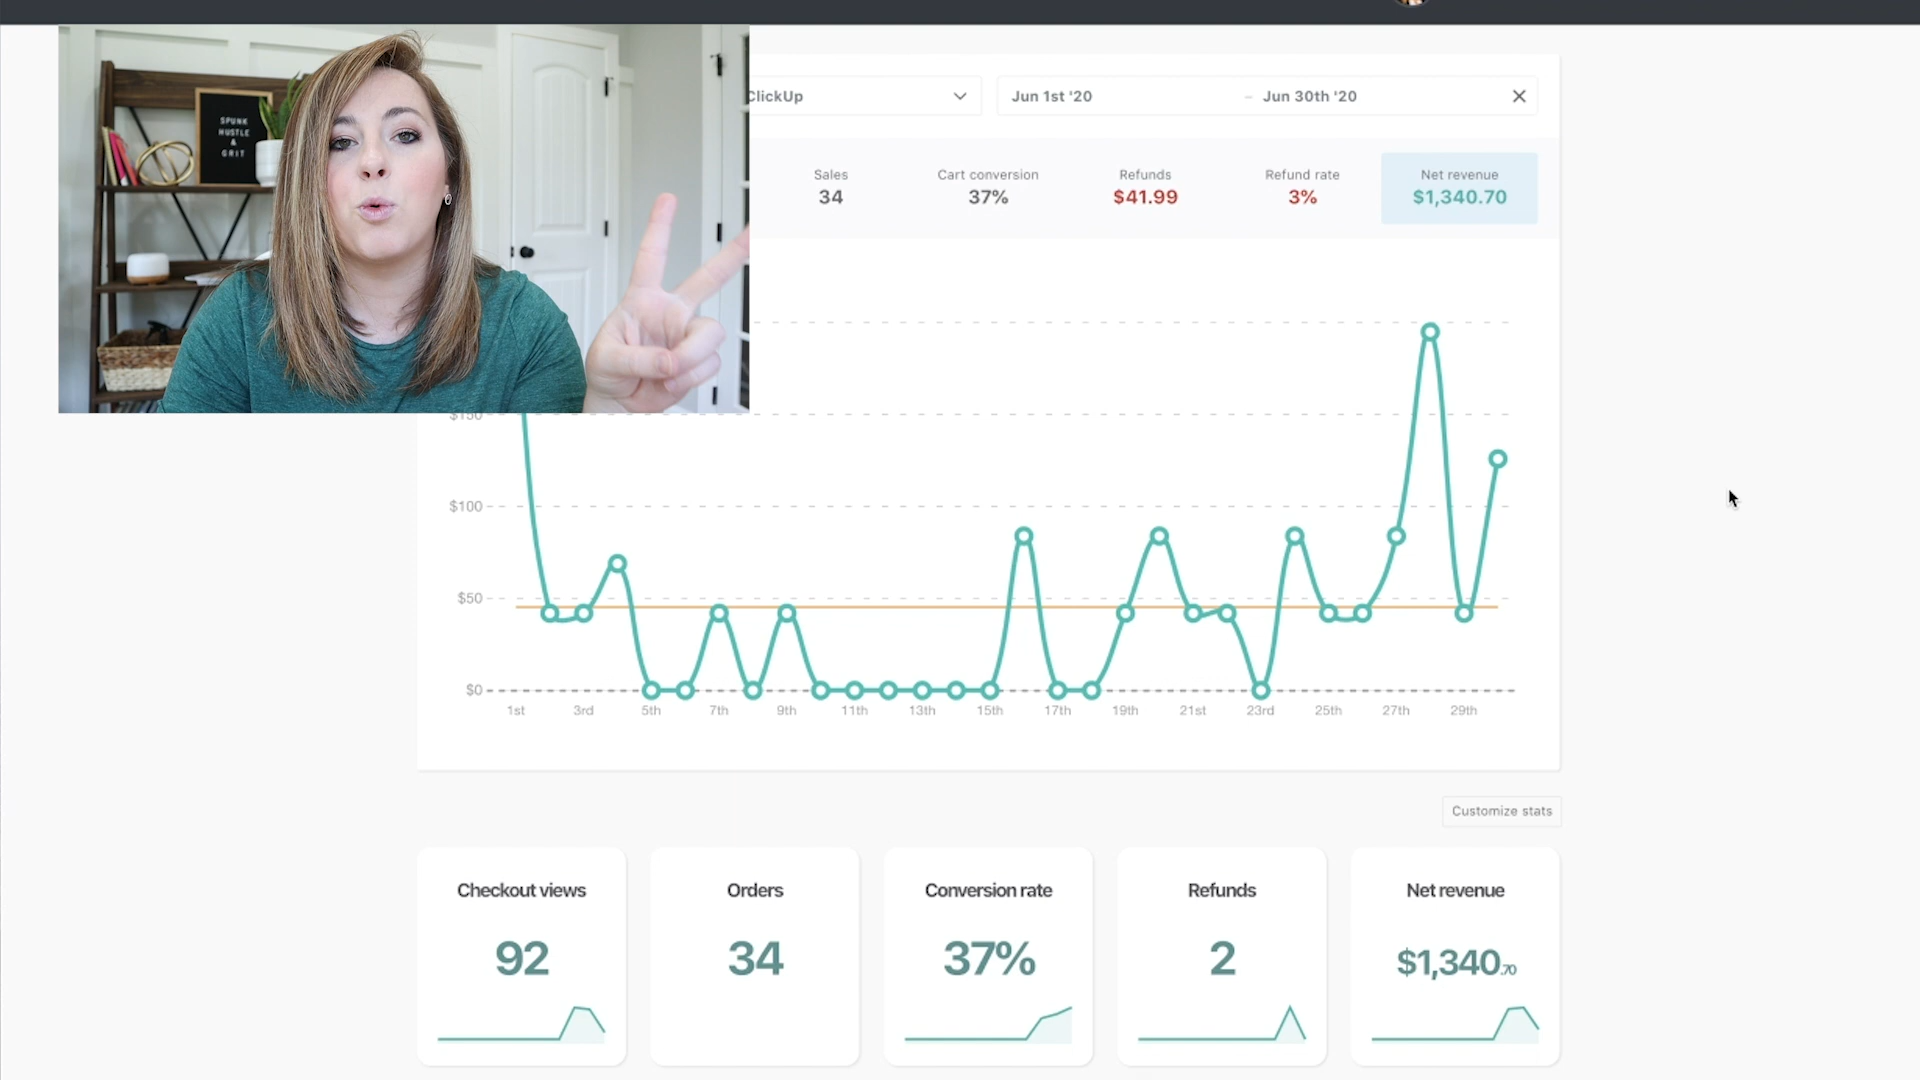 SPUNK
HUSTLE
&
GRIT
ClickUp
Jun 1st '20 – Jun 30th '20
Sales
34
Cart conversion
37%
Refunds
$41.99
Refund rate
3%
Net revenue
$1,340.70
$150
$100
$50
$0
1st 3rd 5th 7th 9th 11th 13th 15th 17th 19th 21st 23rd 25th 27th 29th
Customize stats
Checkout views
92
Orders
34
Conversion rate
37%
Refunds
2
Net revenue
$1,340.70